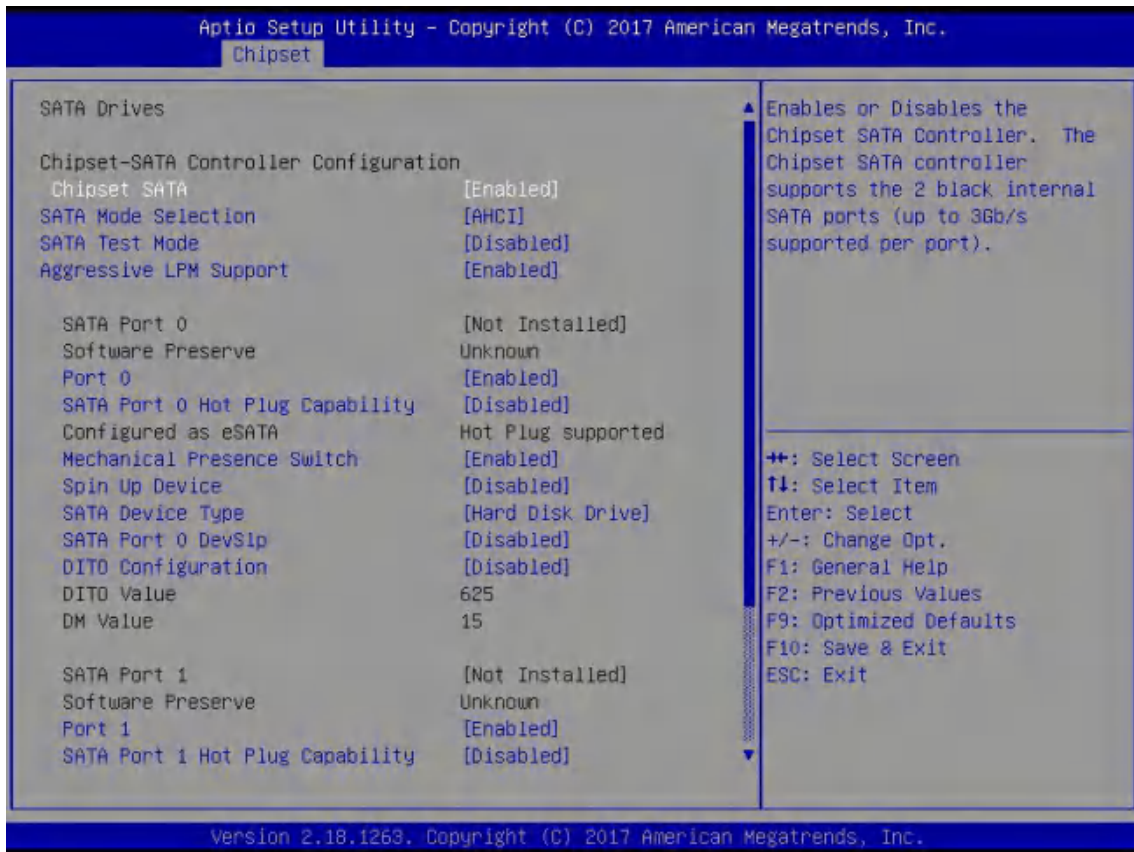 Aptio Setup Utility – Copyright (C) 2017 American Megatrends, Inc.
Chipset
SATA Drives
Chipset-SATA Controller Configuration
Chipset SATA [Enabled]
SATA Mode Selection [AHCI]
SATA Test Mode [Disabled]
Aggressive LPM Support [Enabled]
SATA Port 0 [Not Installed]
Software Preserve Unknown
Port 0 [Enabled]
SATA Port 0 Hot Plug Capability [Disabled]
Configured as eSATA Hot Plug supported
Mechanical Presence Switch [Enabled]
Spin Up Device [Disabled]
SATA Device Type [Hard Disk Drive]
SATA Port 0 DevSlp [Disabled]
DITO Configuration [Disabled]
DITO Value 625
DM Value 15
SATA Port 1 [Not Installed]
Software Preserve Unknown
Port 1 [Enabled]
SATA Port 1 Hot Plug Capability [Disabled]
Enables or Disables the
Chipset SATA Controller. The
Chipset SATA controller
supports the 2 black internal
SATA ports (up to 3Gb/s
supported per port).
→←: Select Screen
↑↓: Select Item
Enter: Select
+/-: Change Opt.
F1: General Help
F2: Previous Values
F9: Optimized Defaults
F10: Save & Exit
ESC: Exit
Version 2.18.1263. Copyright (C) 2017 American Megatrends, Inc.